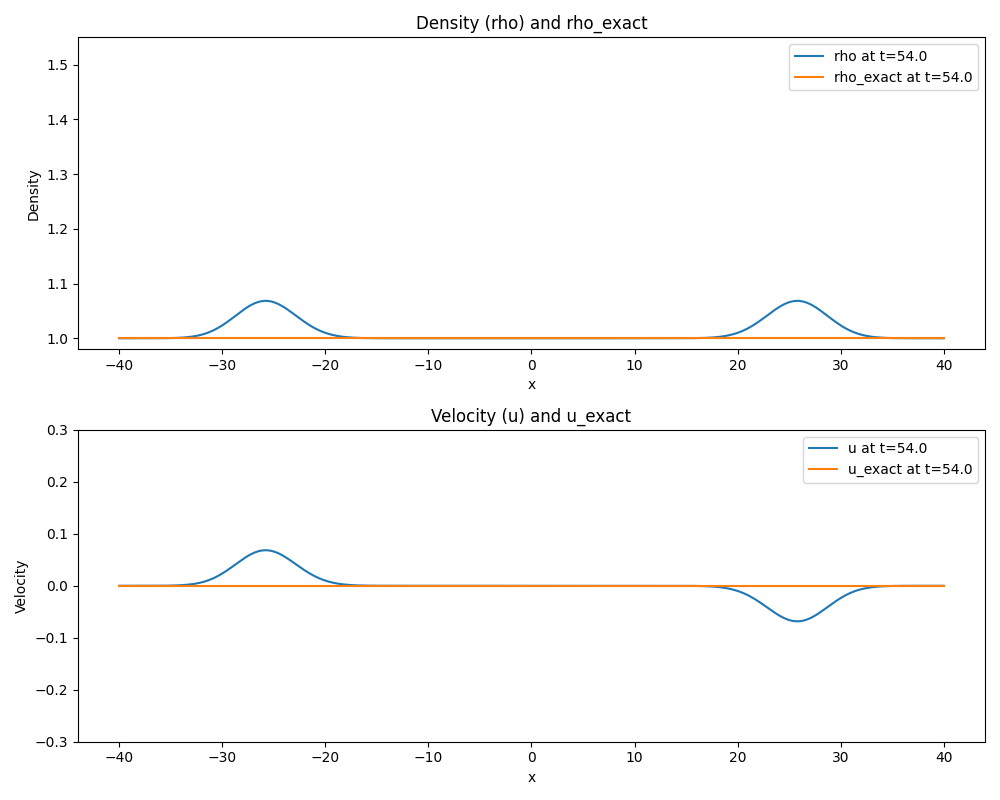 Density (rho) and rho_exact
1.5
1.4
1.3
1.2
1.1
1.0
Density
rho at t=54.0
rho_exact at t=54.0
−40 −30 −20 −10 0 10 20 30 40
x
Velocity (u) and u_exact
0.3
0.2
0.1
0.0
−0.1
−0.2
−0.3
Velocity
u at t=54.0
u_exact at t=54.0
−40 −30 −20 −10 0 10 20 30 40
x